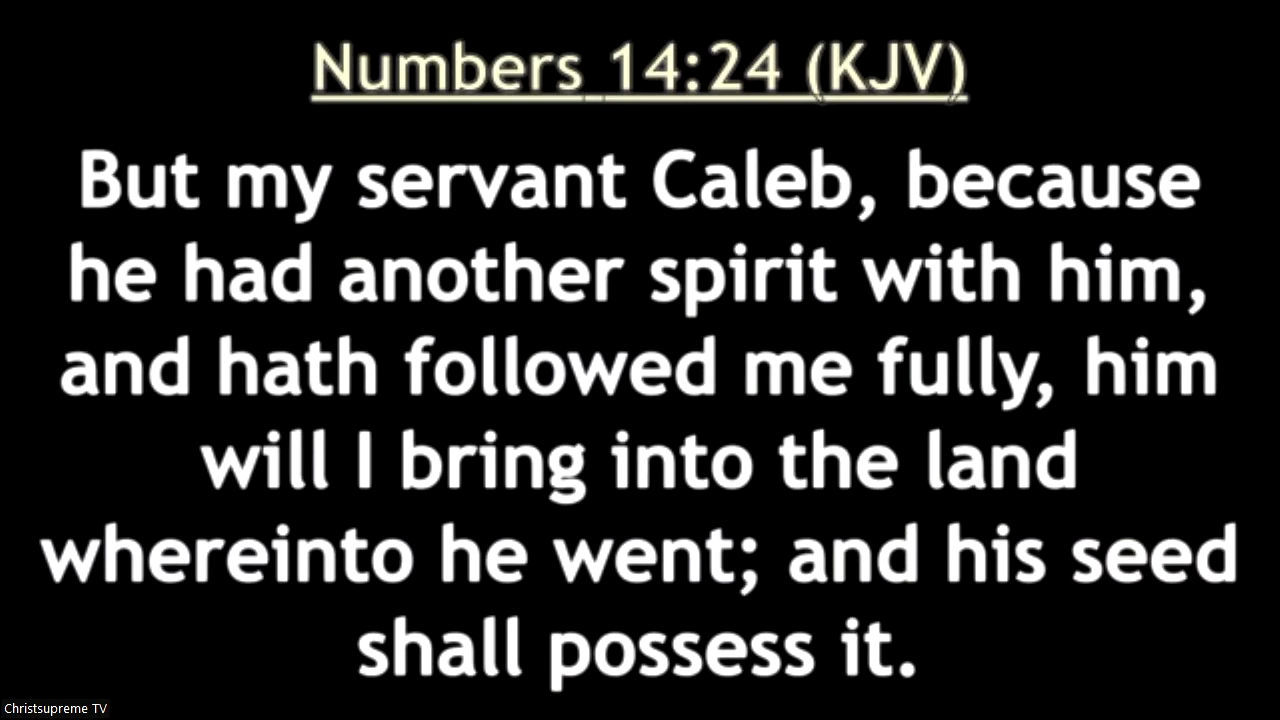 Numbers 14:24 (KJV)
But my servant Caleb, because
he had another spirit with him,
and hath followed me fully, him
will I bring into the land
whereinto he went; and his seed
shall possess it.
Christsupreme TV